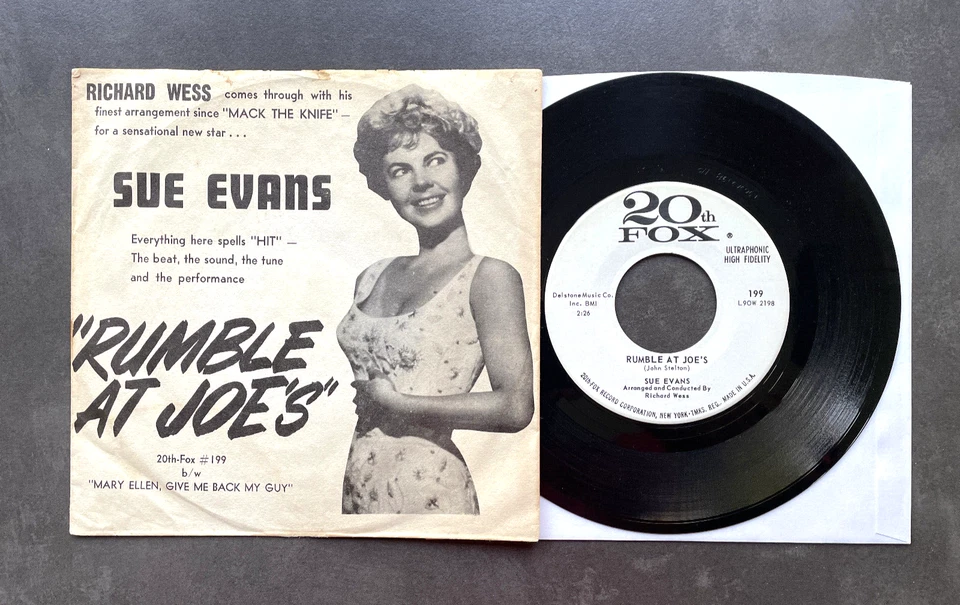 RICHARD WESS comes through with his
finest arrangement since "MACK THE KNIFE" —
for a sensational new star . . .
SUE EVANS
Everything here spells "HIT" —
The beat, the sound, the tune
and the performance
"RUMBLE
AT JOE'S"
20th-Fox #199
b/w
"MARY ELLEN, GIVE ME BACK MY GUY"
20th
FOX ®
ULTRAPHONIC
HIGH FIDELITY
DelstoneMusic Co.
Inc. BMI
2:26
199
L9OW 2198
RUMBLE AT JOE'S
(John Stelton)
SUE EVANS
Arranged and Conducted By
Richard Wess
20th-FOX RECORD CORPORATION, NEW YORK • TMKS. REG. MADE IN U.S.A.